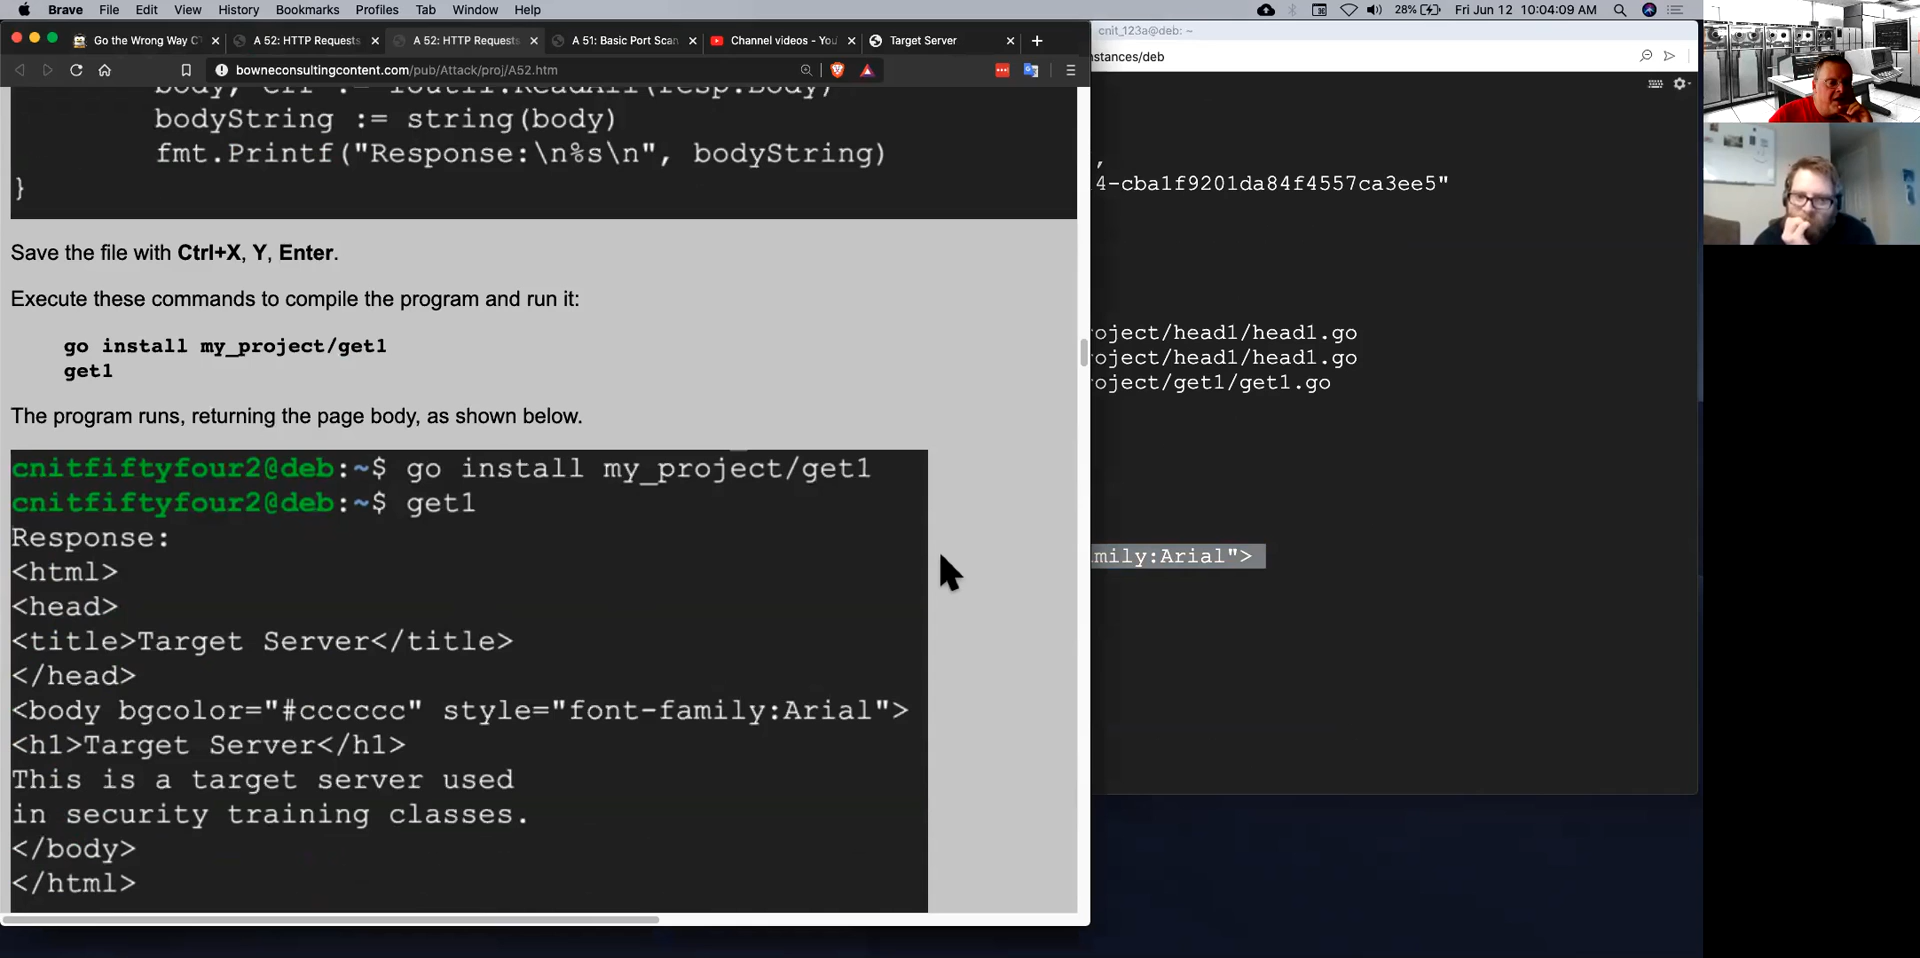 Brave File Edit View History Bookmarks Profiles Tab Window Help
28% Fri Jun 12 10:04:09 AM
Go the Wrong Way C
A 52: HTTP Requests
A 52: HTTP Requests
A 51: Basic Port Scan
Channel videos - You
Target Server
bowneconsultingcontent.com/pub/Attack/proj/A52.htm
cnit_123a@deb: ~
nstances/deb
body, err := ioutil.ReadAll(resp.Body)
bodyString := string(body)
fmt.Printf("Response:\n%s\n", bodyString)
}
Save the file with Ctrl+X, Y, Enter.
Execute these commands to compile the program and run it:
go install my_project/get1
get1
The program runs, returning the page body, as shown below.
cnitfiftyfour2@deb:~$ go install my_project/get1
cnitfiftyfour2@deb:~$ get1
Response:
<html>
<head>
<title>Target Server</title>
</head>
<body bgcolor="#cccccc" style="font-family:Arial">
<h1>Target Server</h1>
This is a target server used
in security training classes.
</body>
</html>
,
4-cba1f9201da84f4557ca3ee5"
oject/head1/head1.go
oject/head1/head1.go
oject/get1/get1.go
mily:Arial">